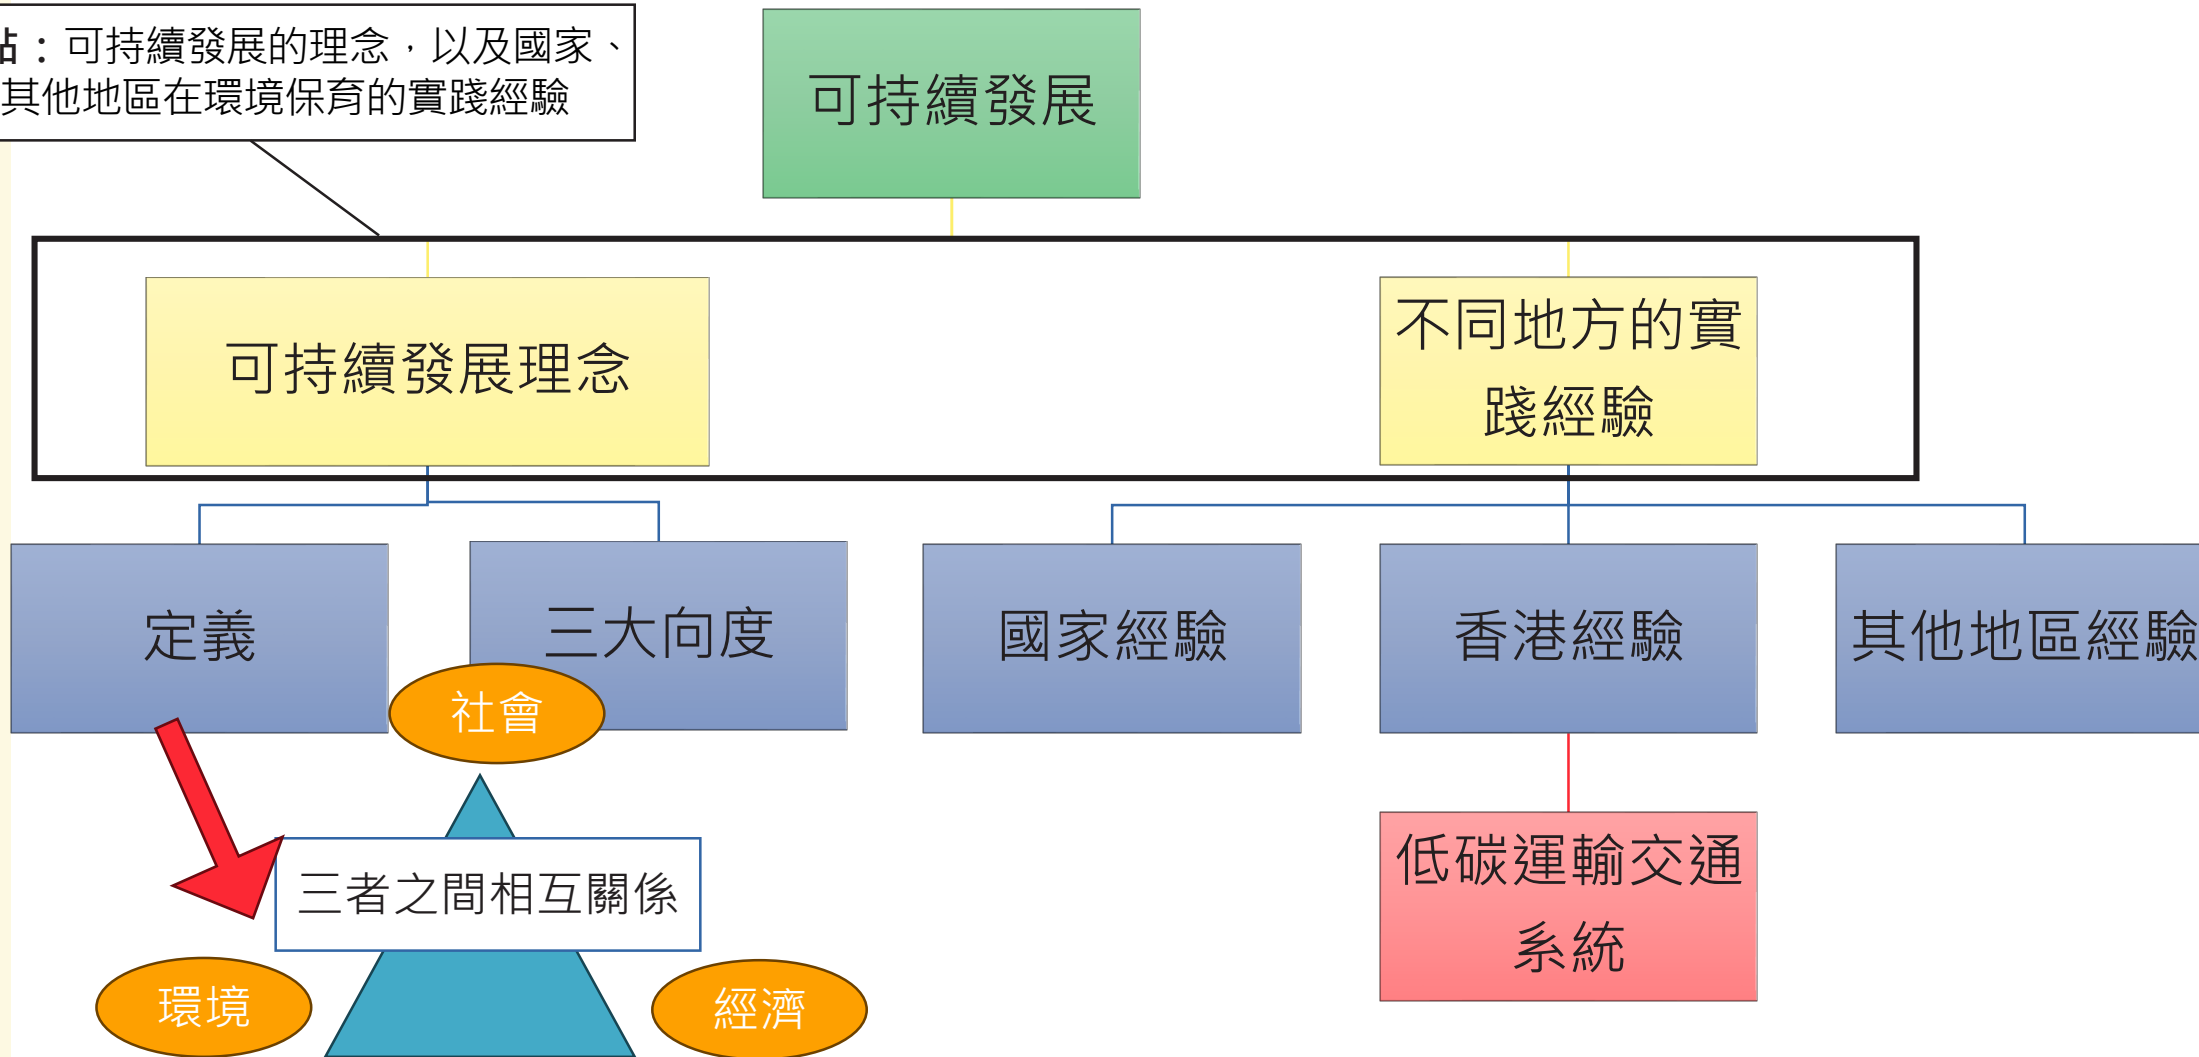 點：可持續發展的理念，以及國家、
其他地區在環境保育的實踐經驗
可持續發展
可持續發展理念
不同地方的實
踐經驗
定義
三大向度
國家經驗
香港經驗
其他地區經驗
社會
三者之間相互關係
環境
經濟
低碳運輸交通
系統